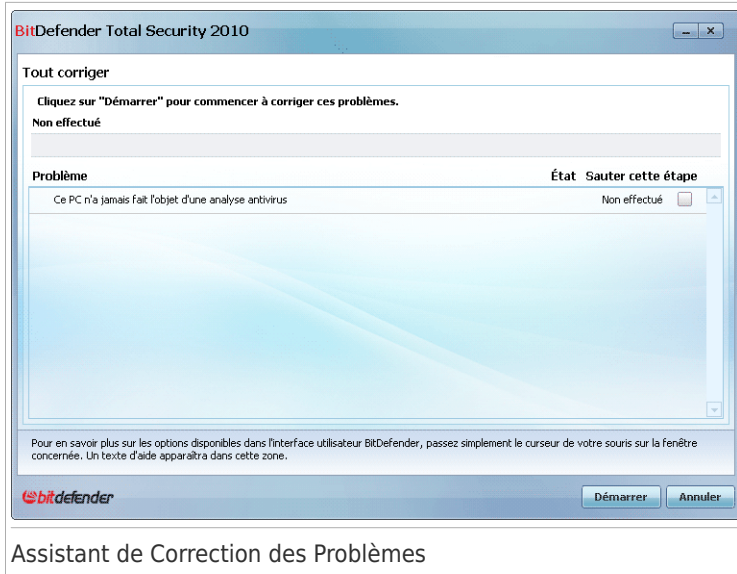 BitDefender Total Security 2010
Tout corriger
Cliquez sur "Démarrer" pour commencer à corriger ces problèmes.
Non effectué
Problème État Sauter cette étape
Ce PC n'a jamais fait l'objet d'une analyse antivirus Non effectué
Pour en savoir plus sur les options disponibles dans l'interface utilisateur BitDefender, passez simplement le curseur de votre souris sur la fenêtre
concernée. Un texte d'aide apparaîtra dans cette zone.
bitdefender Démarrer Annuler
Assistant de Correction des Problèmes